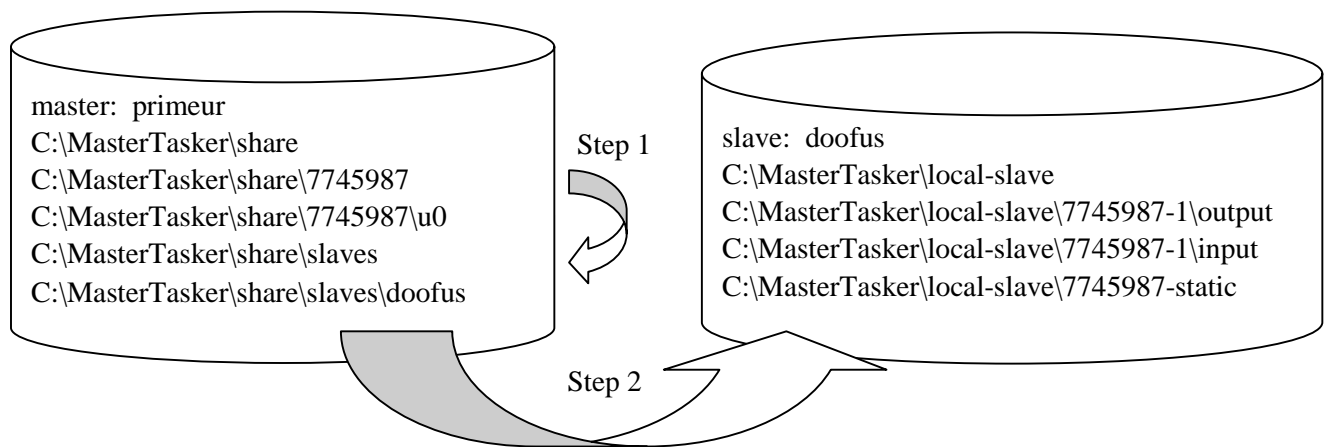 master: primeur
C:\MasterTasker\share
C:\MasterTasker\share\7745987
C:\MasterTasker\share\7745987\u0
C:\MasterTasker\share\slaves
C:\MasterTasker\share\slaves\doofus
Step 1
slave: doofus
C:\MasterTasker\local-slave
C:\MasterTasker\local-slave\7745987-1\output
C:\MasterTasker\local-slave\7745987-1\input
C:\MasterTasker\local-slave\7745987-static
Step 2